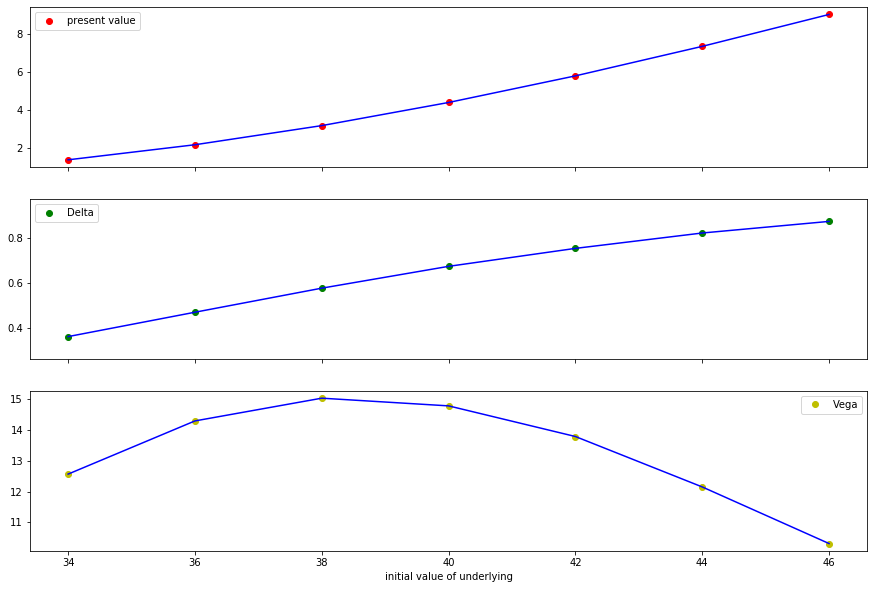 present value
8
6
4
2
Delta
0.8
0.6
0.4
Vega
15
14
13
12
11
34 36 38 40 42 44 46
initial value of underlying